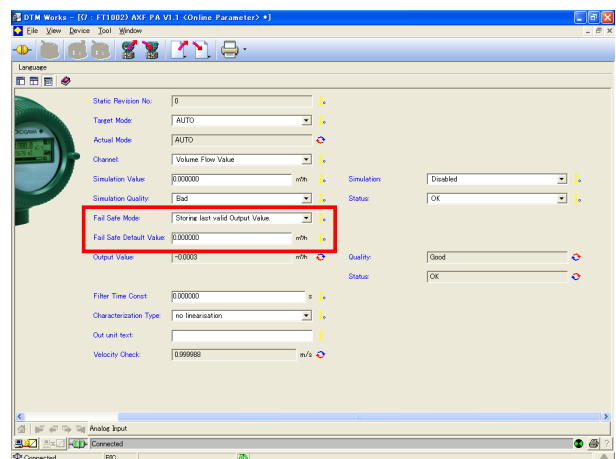 DTM Works - [(7 : FT1002) AXF PA V1.1 <Online Parameter> *]
File View Device Tool Window
Language
Static Revision No: 0
Target Mode: AUTO
Actual Mode: AUTO
Channel: Volume Flow Value
Simulation Value: 0.000000 m³/h Simulation: Disabled
Simulation Quality: Bad Status: OK
Fail Safe Mode: Storing last valid Output Value.
Fail Safe Default Value: 0.000000 m³/h
Output Value: -0.0003 m³/h Quality: Good
Status: OK
Filter Time Const: 0.000000 s
Characterization Type: no linearisation
Out unit text:
Velocity Check: 0.999988 m/s
Analog Input
Connected
Connected